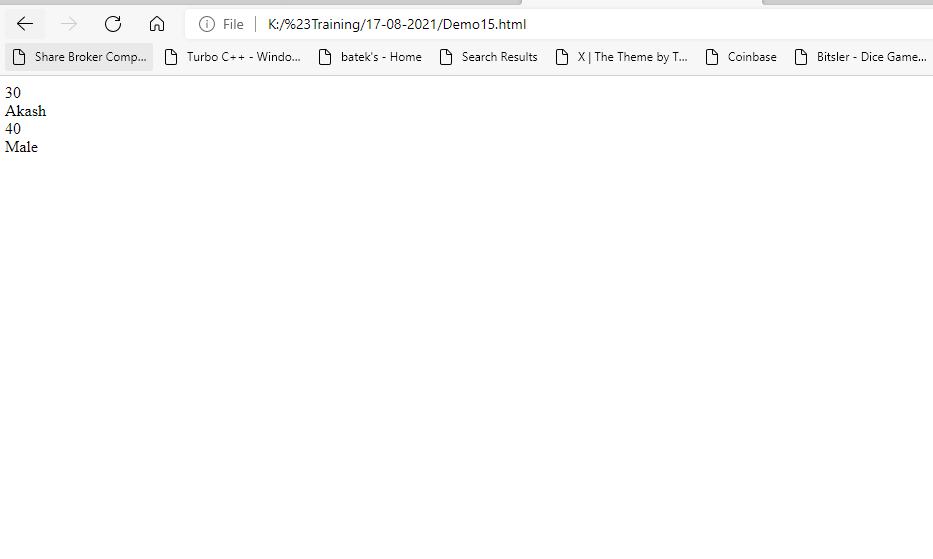 File K:/%23Training/17-08-2021/Demo15.html
Share Broker Comp... Turbo C++ - Windo... batek's - Home Search Results X | The Theme by T... Coinbase Bitsler - Dice Game...
30
Akash
40
Male